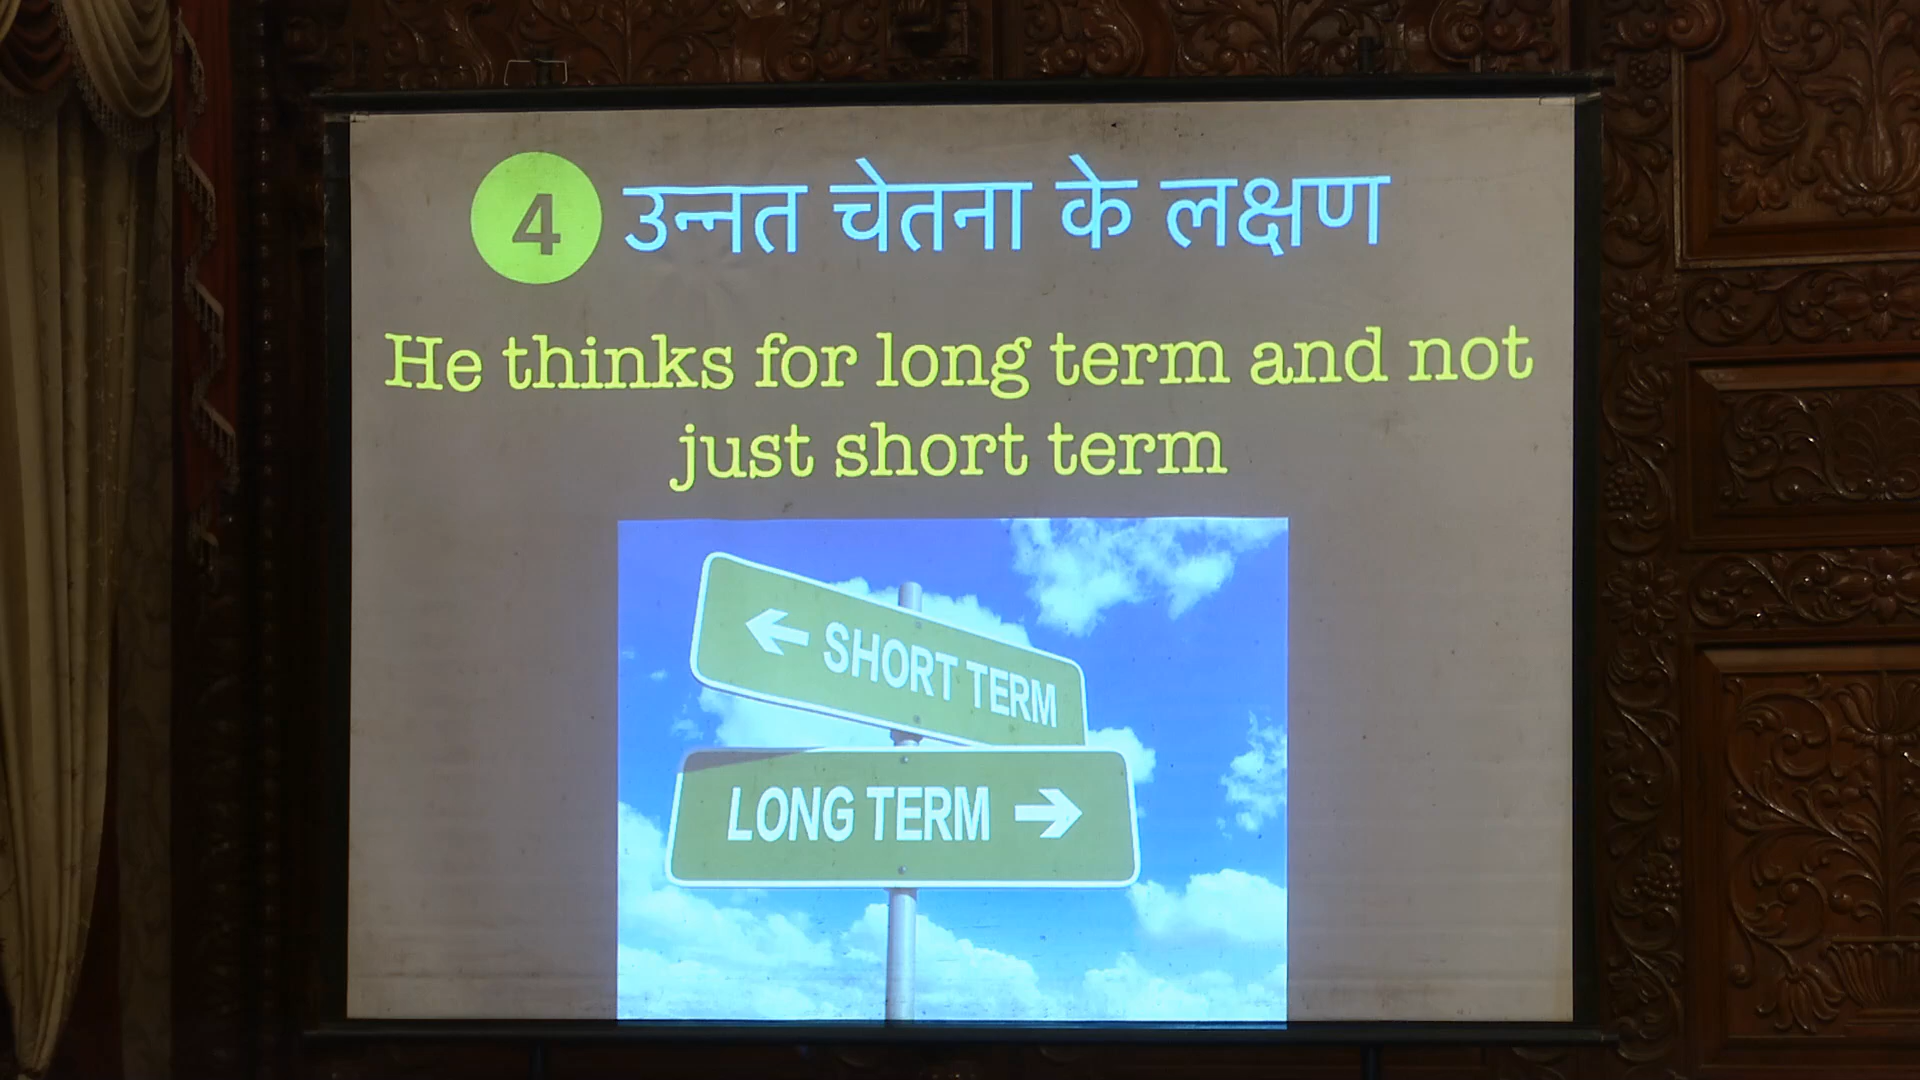 4 उन्नत चेतना के लक्षण
He thinks for long term and not
just short term
← SHORT TERM
LONG TERM →